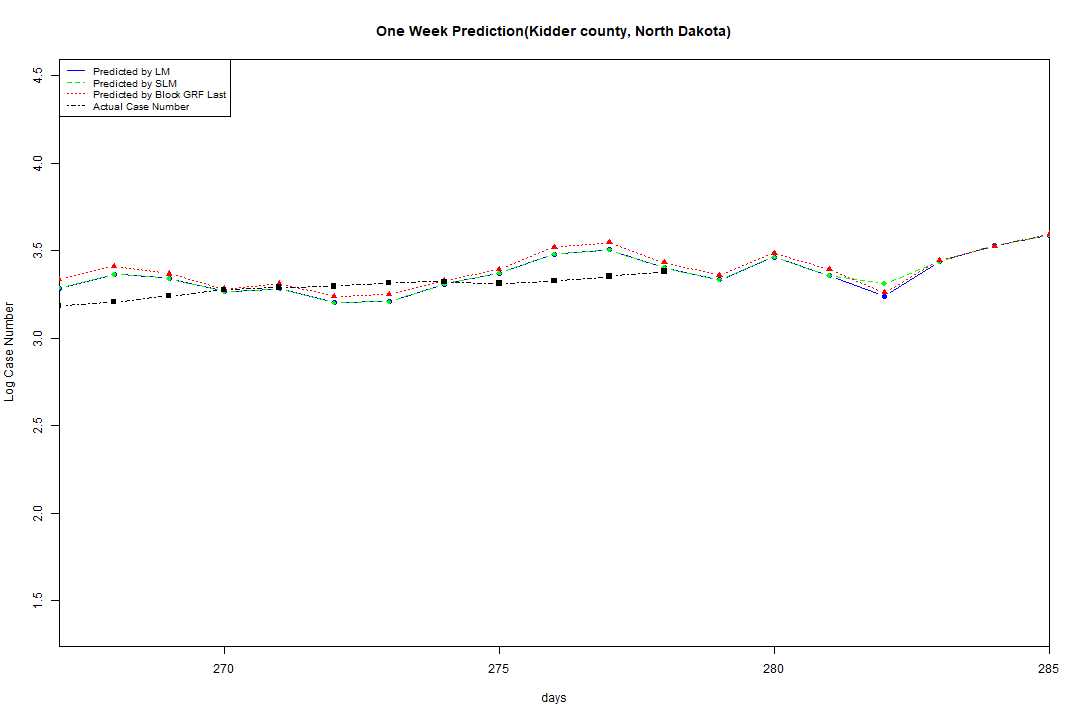 One Week Prediction(Kidder county, North Dakota)
Predicted by LM
Predicted by SLM
Predicted by Block GRF Last
Actual Case Number
4.5
4.0
3.5
3.0
2.5
2.0
1.5
Log Case Number
270
275
280
285
days